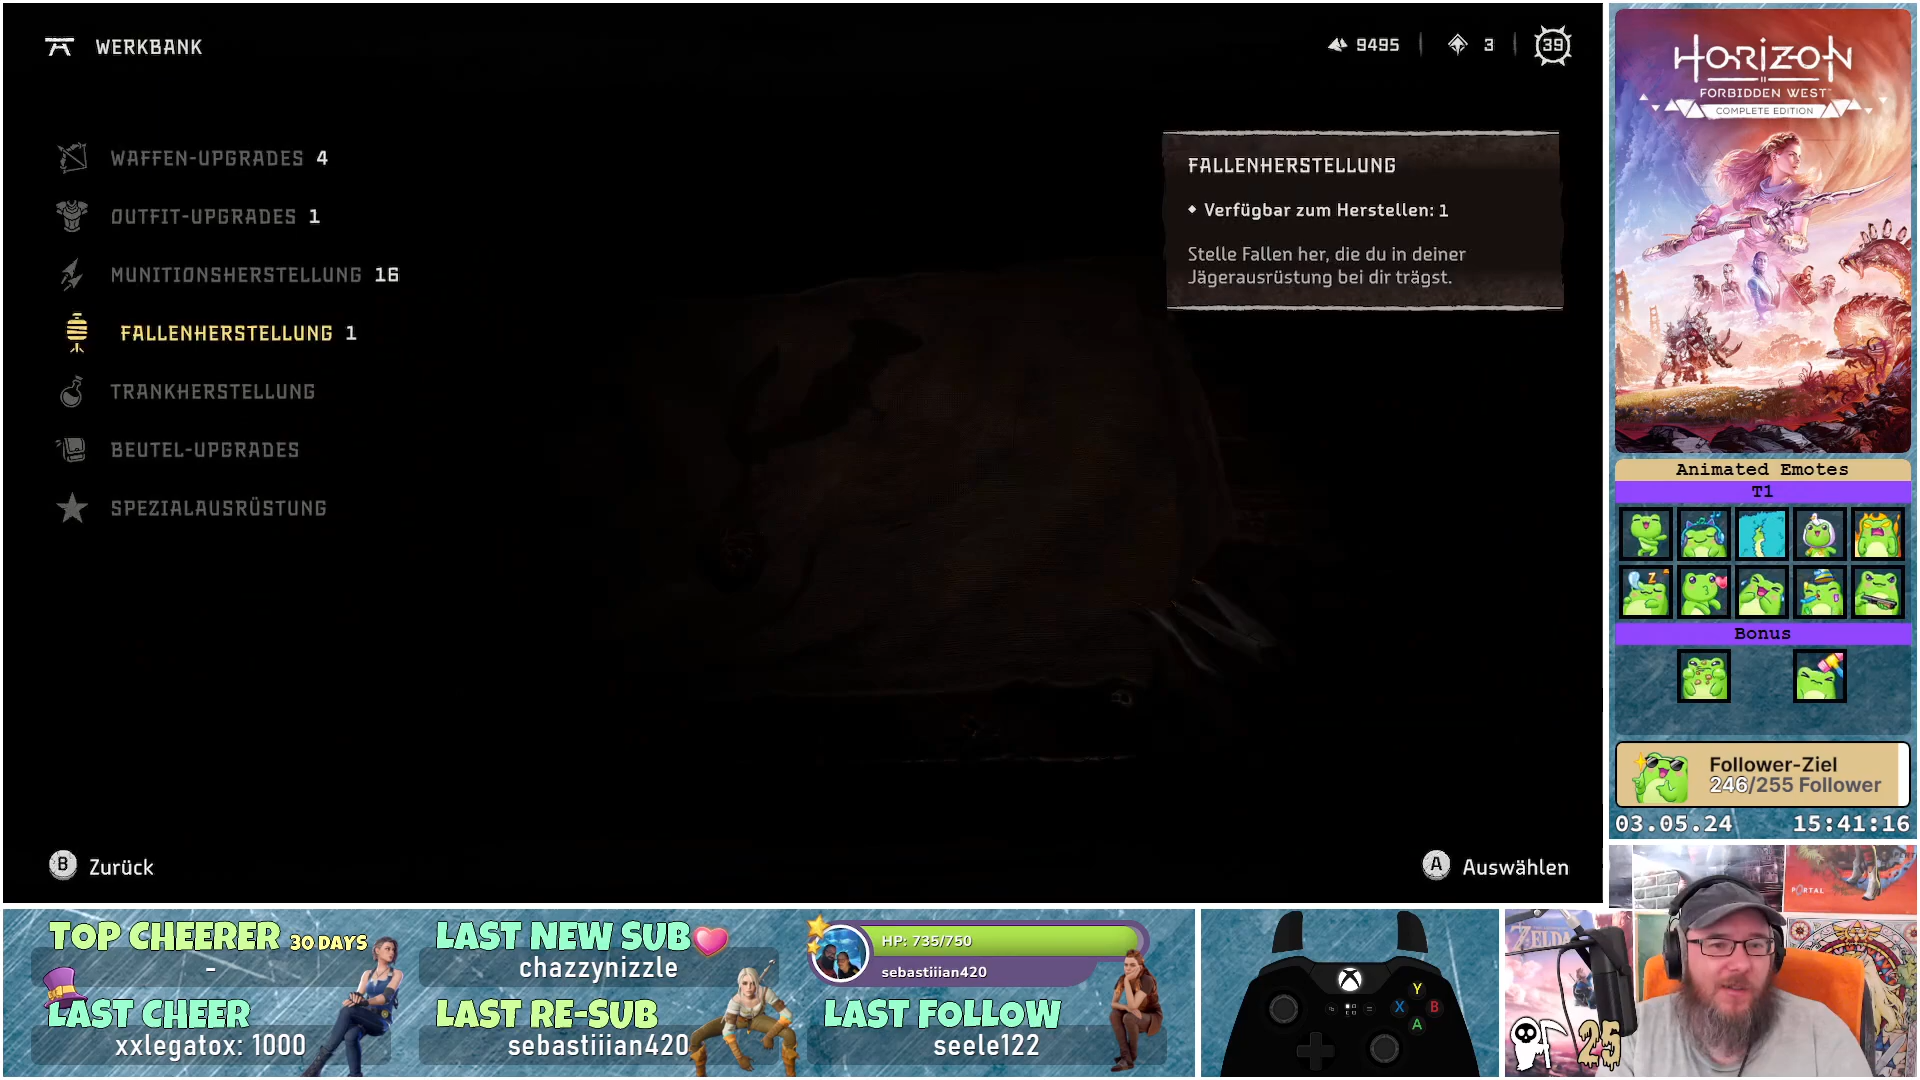 WERKBANK
9495
3
39
WAFFEN-UPGRADES 4
OUTFIT-UPGRADES 1
MUNITIONSHERSTELLUNG 16
FALLENHERSTELLUNG 1
TRANKHERSTELLUNG
BEUTEL-UPGRADES
SPEZIALAUSRÜSTUNG
FALLENHERSTELLUNG
Verfügbar zum Herstellen: 1
Stelle Fallen her, die du in deiner
Jägerausrüstung bei dir trägst.
B Zurück
A Auswählen
HORIZON
FORBIDDEN WEST
COMPLETE EDITION
Animated Emotes
T1
Bonus
Follower-Ziel
246/255 Follower
03.05.24 15:41:16
TOP CHEERER 30 DAYS
-
LAST CHEER
xxlegatox: 1000
LAST NEW SUB
chazzynizzle
LAST RE-SUB
sebastiiian420
HP: 735/750
sebastiiian420
LAST FOLLOW
seele122
Y
X
B
A
PORTAL
ZELDA
25